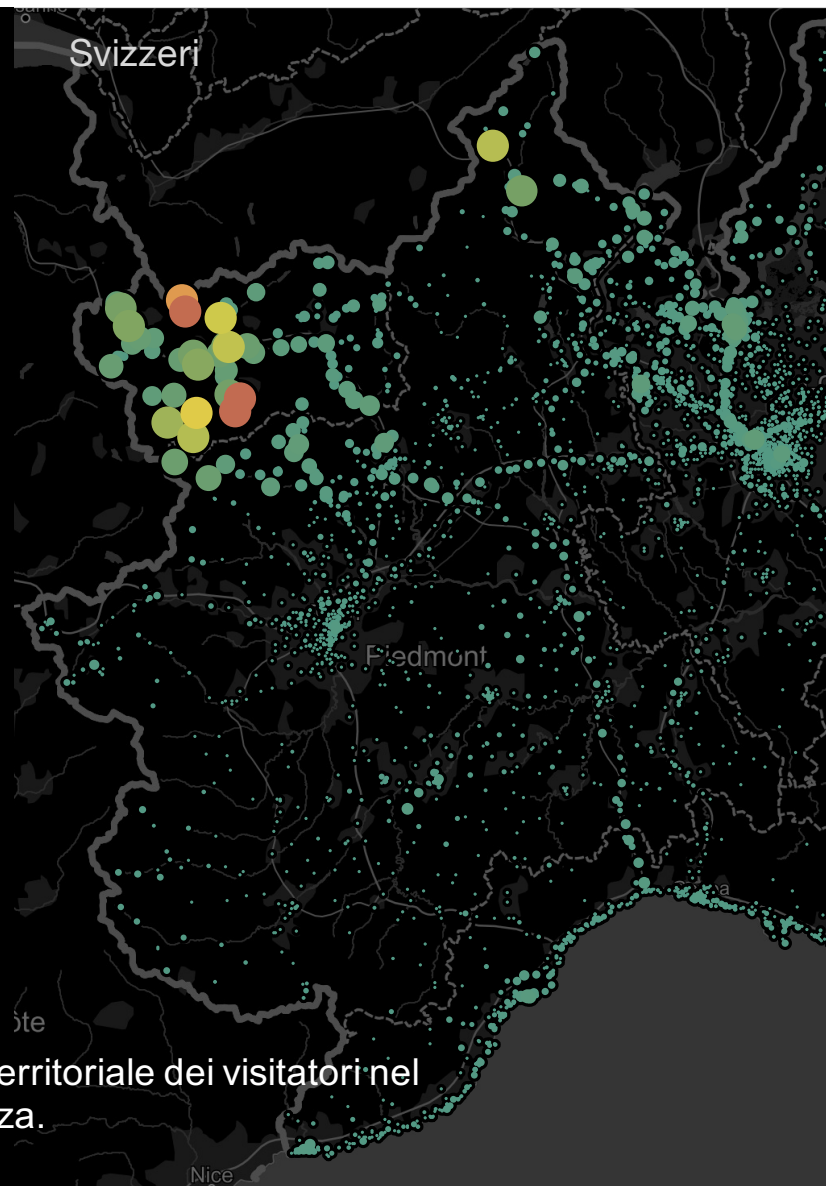 Svizzeri
Piedmont
ôte
erritoriale dei visitatori nel
za.
Nice